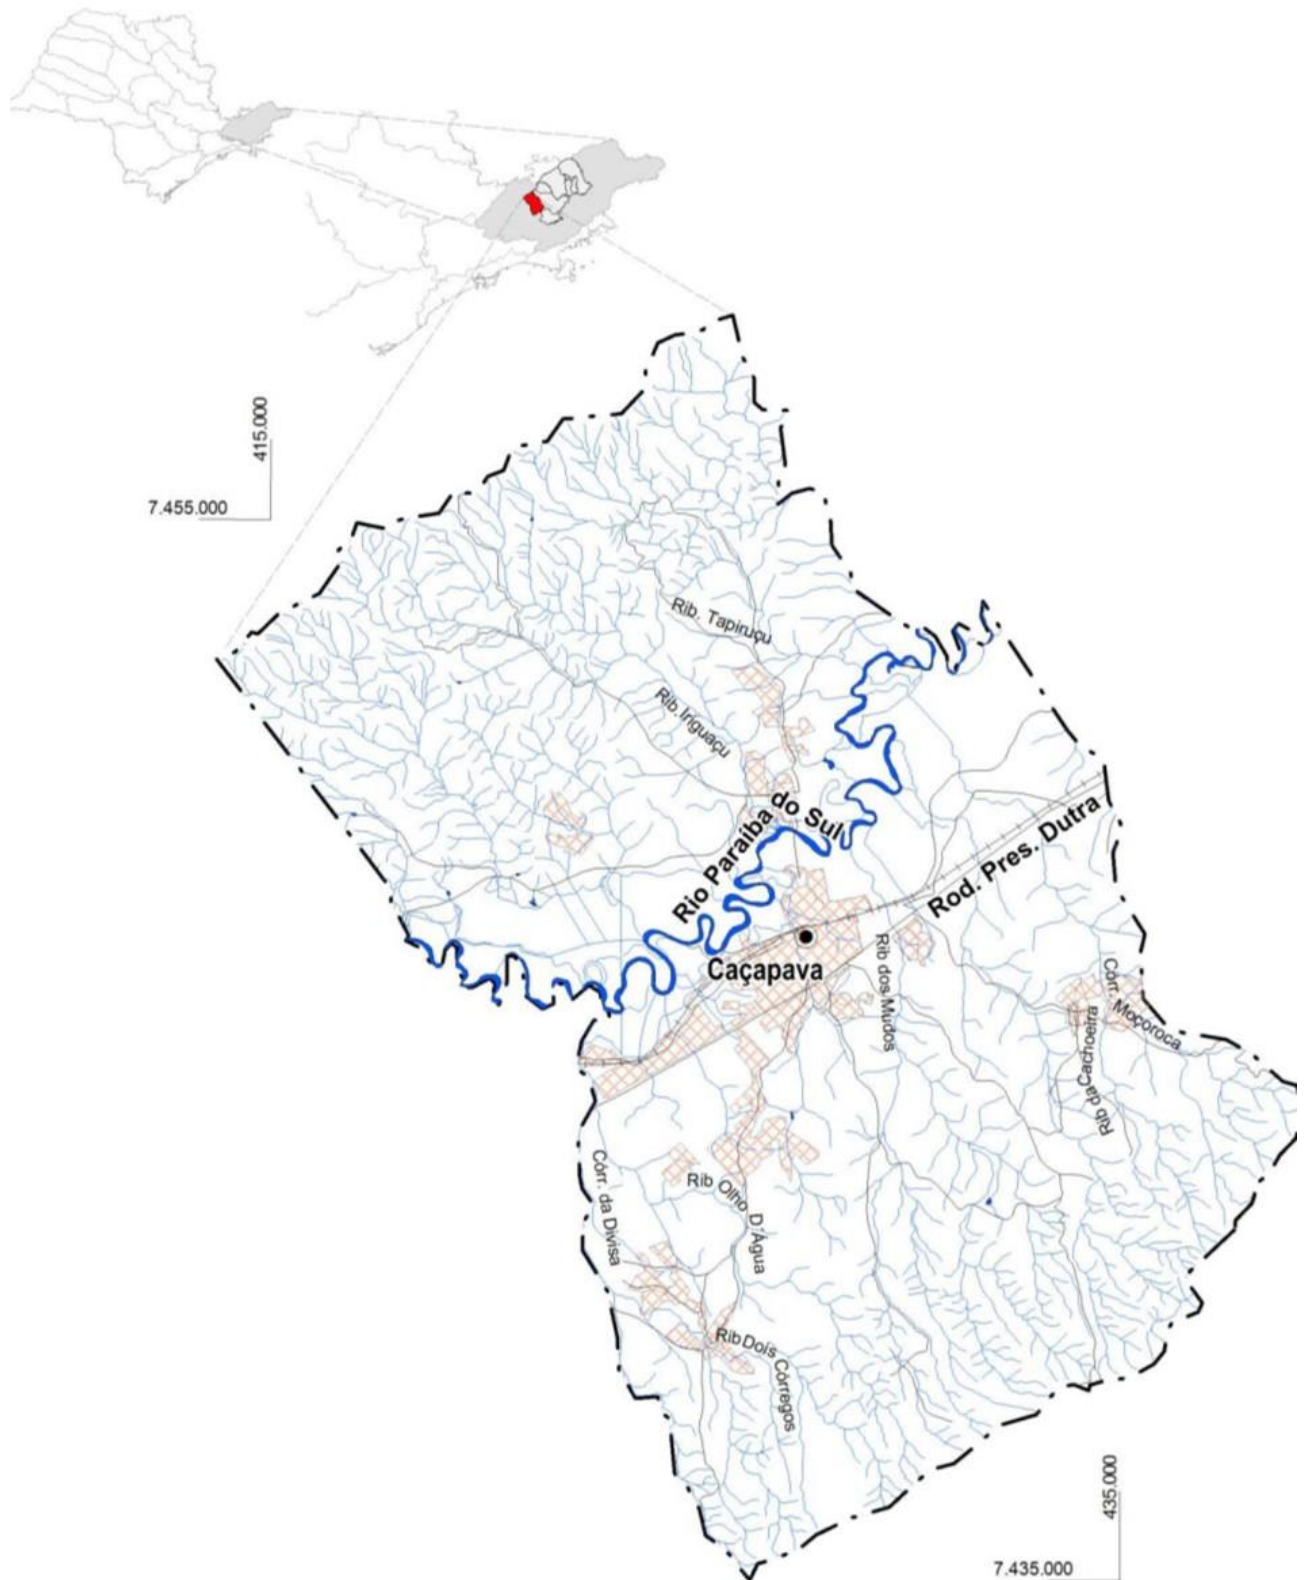 415.000
7.455.000
Rib. Tapiruçu
Rib. Iriguaçu
Rio Paraiba
do Sul
Rod. Pres. Dutra
Caçapava
Rib dos Mudos
Córr. Moçoroca
Rib da Cachoeira
Córr. da Divisa
Rib Olho D'Água
Rib Dois Córregos
435.000
7.435.000